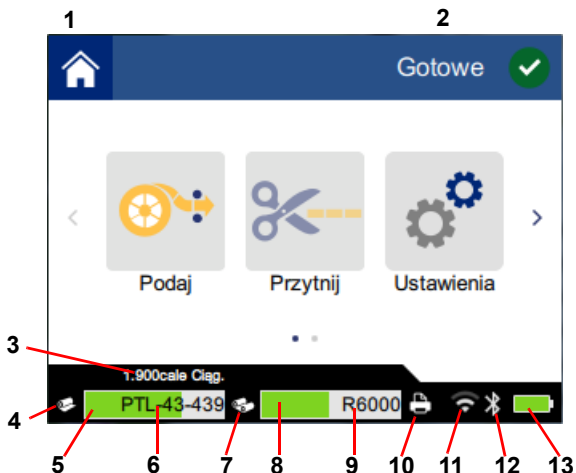 1 2
Gotowe
Podaj Przytnij Ustawienia
3
1.900cale Ciąg.
PTL-43-439 R6000
4 5 6 7 8 9 10 11 12 13